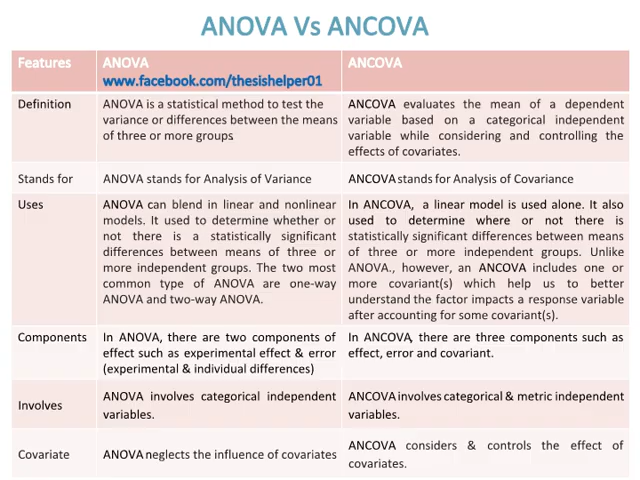 ANOVA Vs ANCOVA
Features
ANOVA
www.facebook.com/thesishelper01
ANCOVA
Definition
ANOVA is a statistical method to test the
variance or differences between the means
of three or more groups.
ANCOVA evaluates the mean of a dependent
variable based on a categorical independent
variable while considering and controlling the
effects of covariates.
Stands for
ANOVA stands for Analysis of Variance
ANCOVA stands for Analysis of Covariance
Uses
ANOVA can blend in linear and nonlinear
models. It used to determine whether or
not there is a statistically significant
differences between means of three or
more independent groups. The two most
common type of ANOVA are one-way
ANOVA and two-way ANOVA.
In ANCOVA, a linear model is used alone. It also
used to determine where or not there is
statistically significant differences between means
of three or more independent groups. Unlike
ANOVA., however, an ANCOVA includes one or
more covariant(s) which help us to better
understand the factor impacts a response variable
after accounting for some covariant(s).
Components
In ANOVA, there are two components of
effect such as experimental effect & error
(experimental & individual differences)
In ANCOVA, there are three components such as
effect, error and covariant.
Involves
ANOVA involves categorical independent
variables.
ANCOVA involves categorical & metric independent
variables.
Covariate
ANOVA neglects the influence of covariates
ANCOVA considers & controls the effect of
covariates.